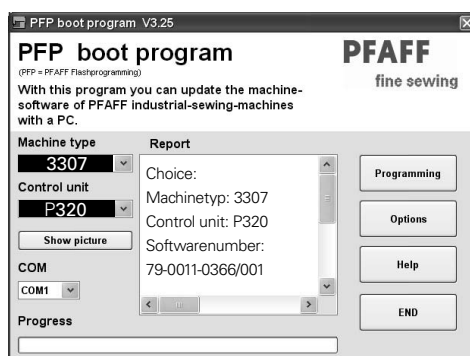 PFP boot program V3.25
PFP boot program
(PFP = PFAFF Flashprogramming)
With this program you can update the machine-
software of PFAFF industrial-sewing-machines
with a PC.
PFAFF
fine sewing
Machine type
3307
Control unit
P320
Show picture
COM
COM1
Progress
Report
Choice:
Machinetyp: 3307
Control unit: P320
Softwarenumber:
79-0011-0366/001
Programming
Options
Help
END